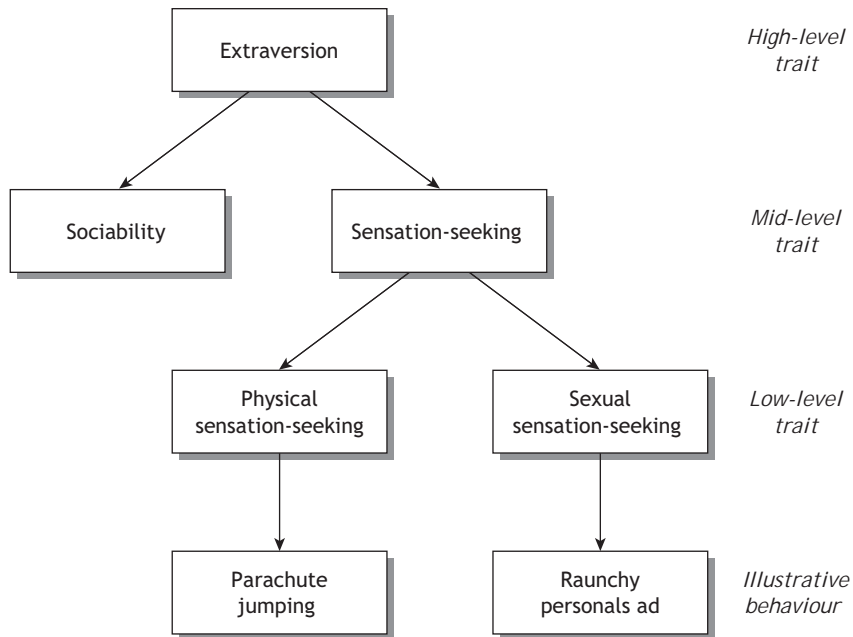 Extraversion
High-level
trait
Sociability
Sensation-seeking
Mid-level
trait
Physical
sensation-seeking
Sexual
sensation-seeking
Low-level
trait
Parachute
jumping
Raunchy
personals ad
Illustrative
behaviour